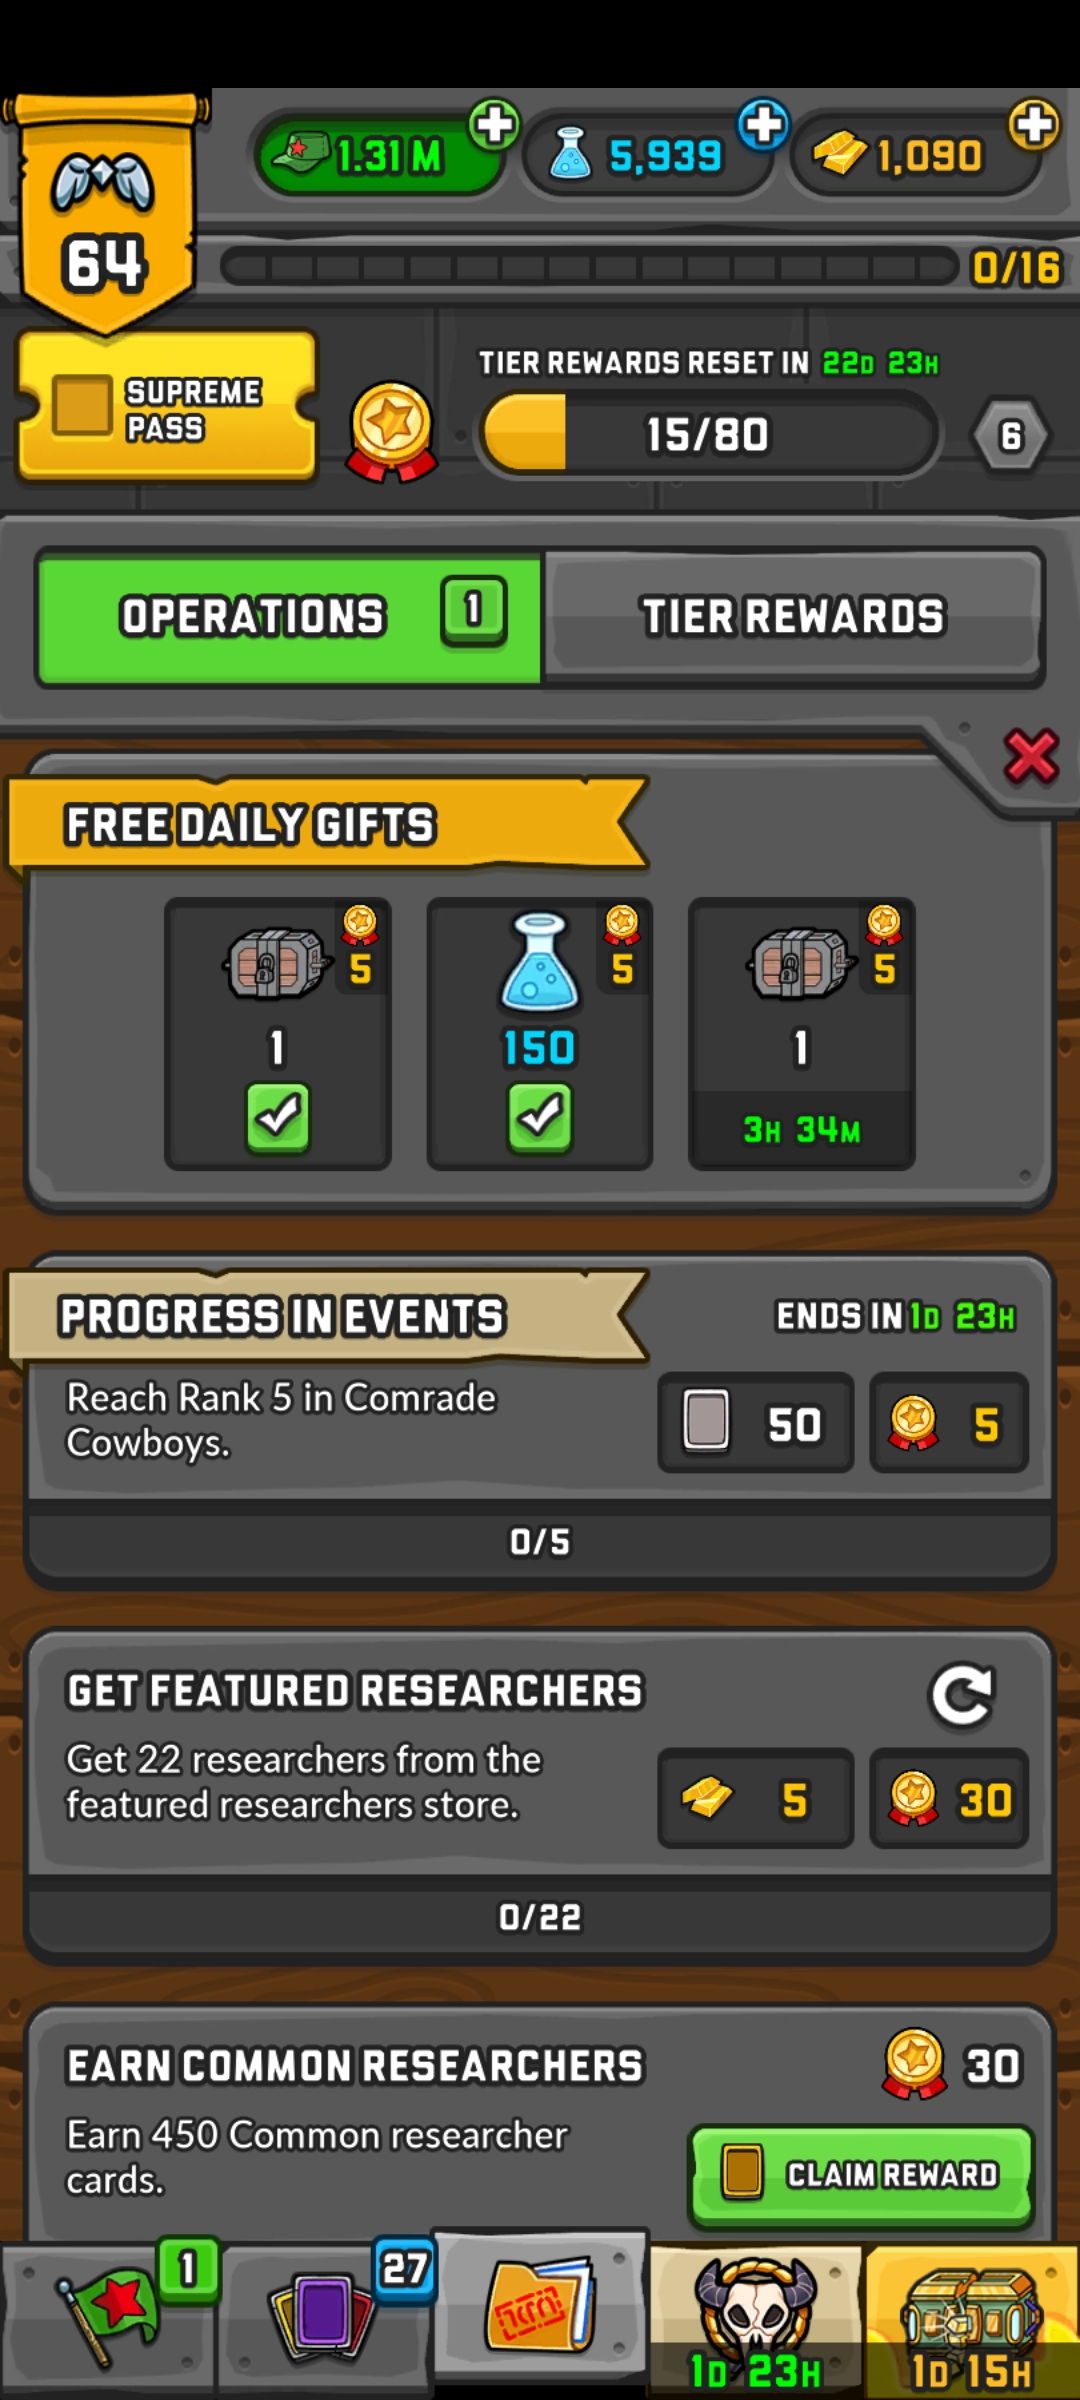 1.31 M
5,939
1,090
64
0/16
SUPREME
PASS
TIER REWARDS RESET IN 22D 23H
15/80
6
OPERATIONS 1
TIER REWARDS
FREE DAILY GIFTS
5
5
5
1
150
1
3H 34M
PROGRESS IN EVENTS
ENDS IN 1D 23H
Reach Rank 5 in Comrade
Cowboys.
50
5
0/5
GET FEATURED RESEARCHERS
Get 22 researchers from the
featured researchers store.
5
30
0/22
EARN COMMON RESEARCHERS
30
Earn 450 Common researcher
cards.
CLAIM REWARD
1
27
1D 23H
1D 15H